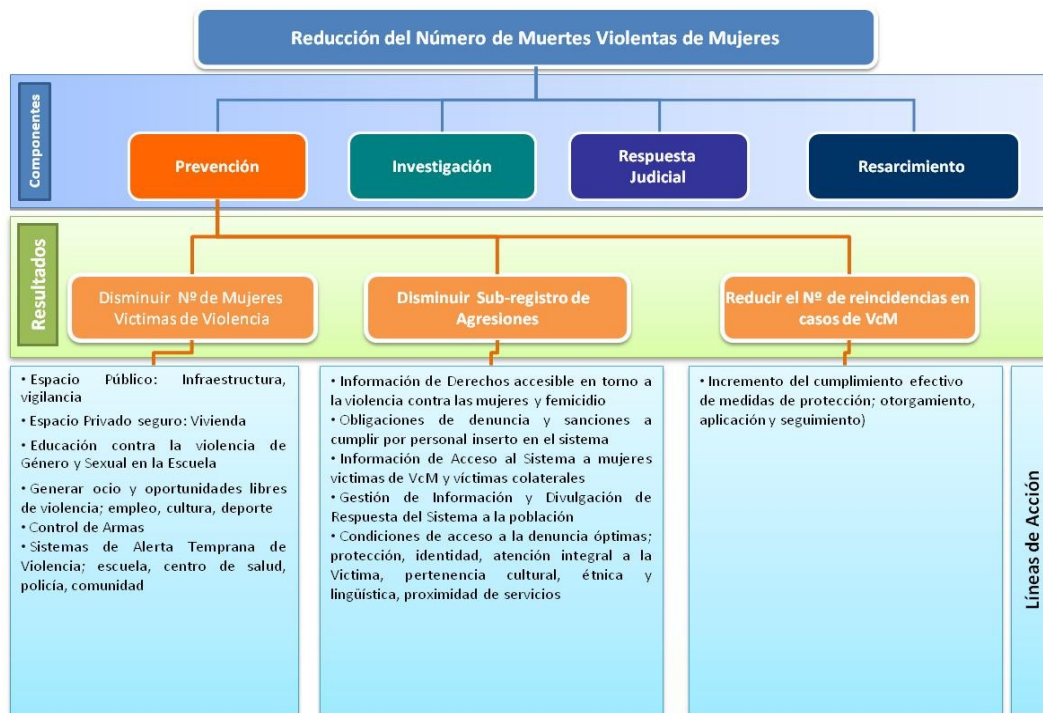 Reducción del Número de Muertes Violentas de Mujeres
Componentes
Prevención
Investigación
Respuesta
Judicial
Resarcimiento
Resultados
Disminuir Nº de Mujeres
Victimas de Violencia
Disminuir Sub-registro de
Agresiones
Reducir el Nº de reincidencias en
casos de VcM
• Espacio Público: Infraestructura,
vigilancia
• Espacio Privado seguro: Vivienda
• Educación contra la violencia de
Género y Sexual en la Escuela
• Generar ocio y oportunidades libres
de violencia; empleo, cultura, deporte
• Control de Armas
• Sistemas de Alerta Temprana de
Violencia; escuela, centro de salud,
policía, comunidad
• Información de Derechos accesible en torno a
la violencia contra las mujeres y femicidio
• Obligaciones de denuncia y sanciones a
cumplir por personal inserto en el sistema
• Información de Acceso al Sistema a mujeres
victimas de VcM y víctimas colaterales
• Gestión de Información y Divulgación de
Respuesta del Sistema a la población
• Condiciones de acceso a la denuncia óptimas;
protección, identidad, atención integral a la
Victima, pertenencia cultural, étnica y
lingüística, proximidad de servicios
• Incremento del cumplimiento efectivo
de medidas de protección; otorgamiento,
aplicación y seguimiento)
Líneas de Acción